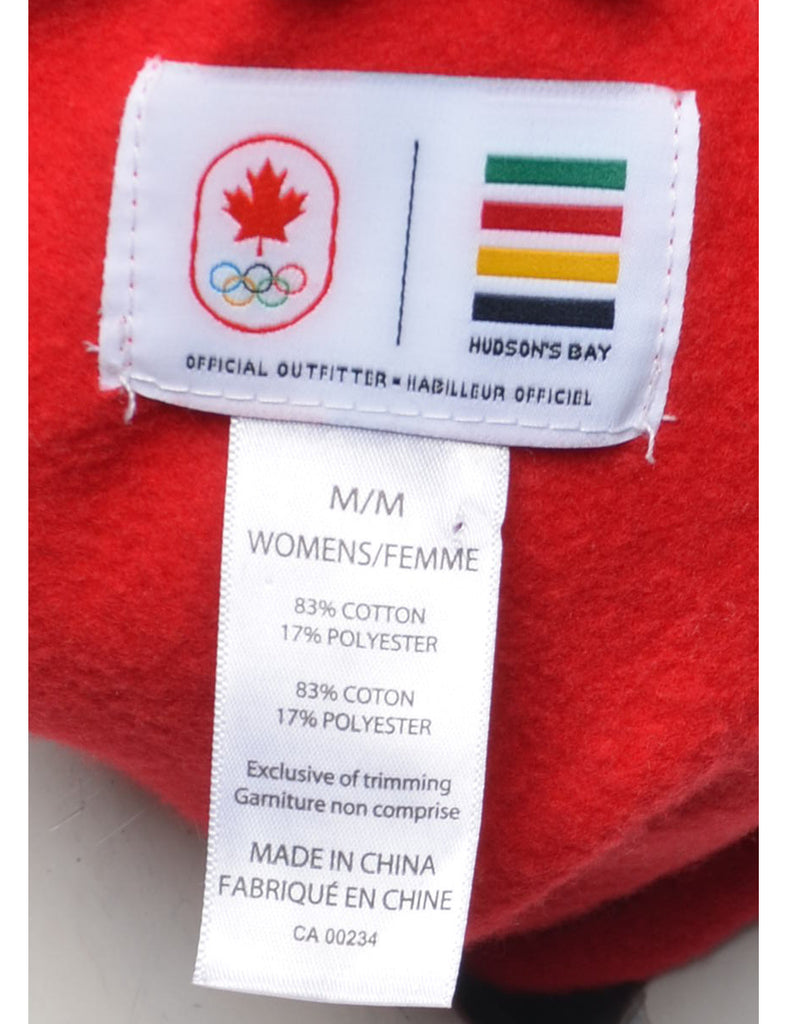 HUDSON'S BAY
OFFICIAL OUTFITTER ▪ HABILLEUR OFFICIEL
M/M
WOMENS/FEMME
83% COTTON
17% POLYESTER
83% COTON
17% POLYESTER
Exclusive of trimming
Garniture non comprise
MADE IN CHINA
FABRIQUÉ EN CHINE
CA 00234